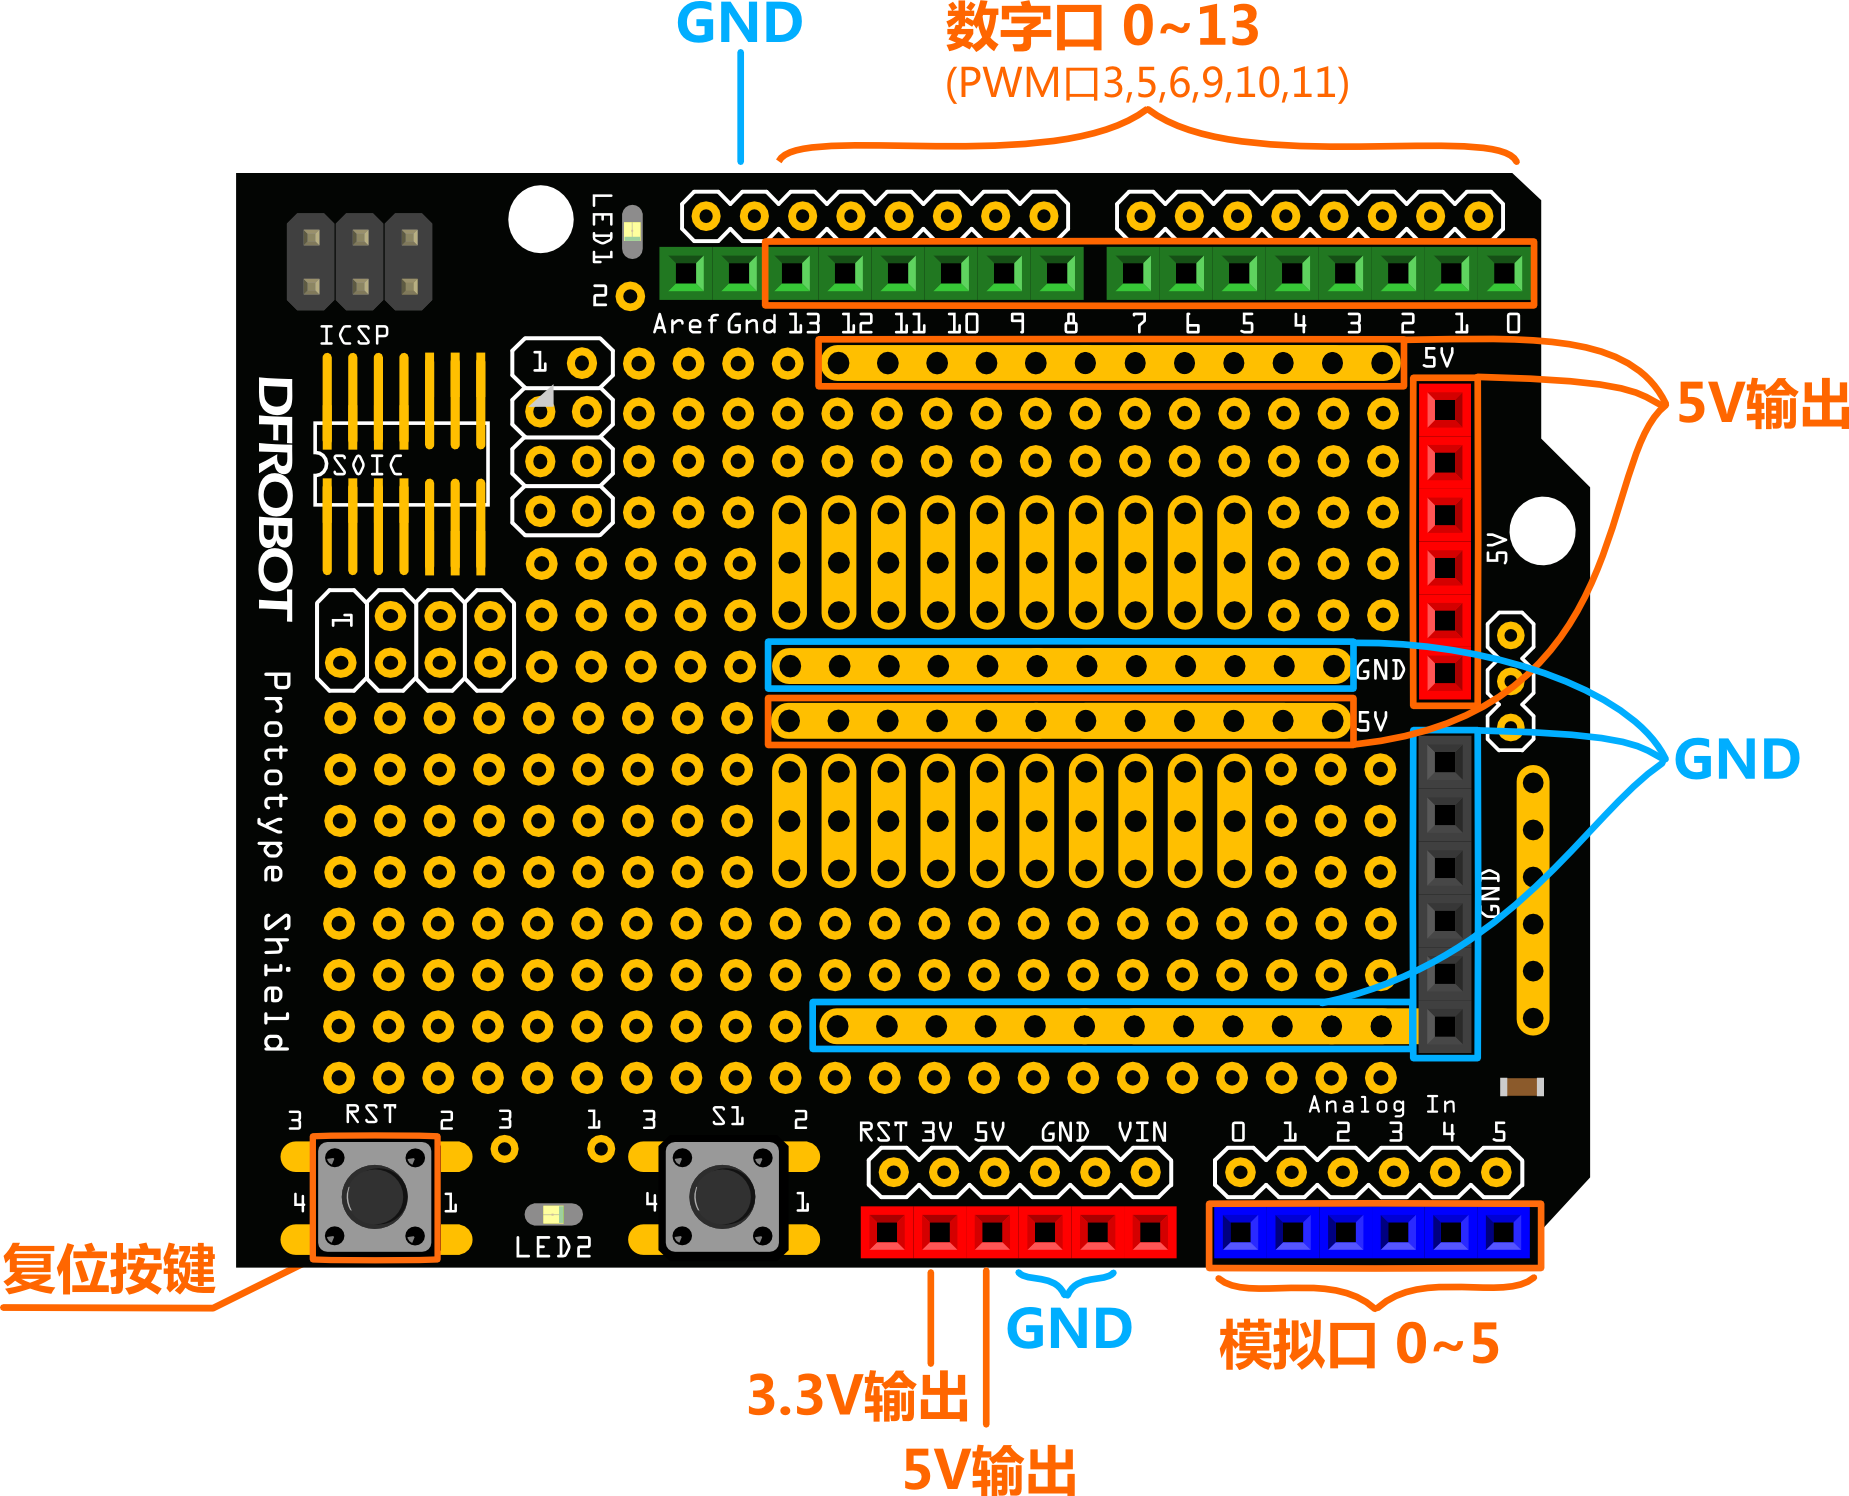 GND
数字口 0~13
(PWM口3,5,6,9,10,11)
LED1
2
ICSP
Aref Gnd 13 12 11 10 9 8 7 6 5 4 3 2 1 0
1
5V
5V输出
SOIC
DFROBOT
5V
1
GND
Prototype Shield
5V
GND
GND
Analog In
3 RST 2 3 1 3 S1 2
RST 3V 5V GND VIN 0 1 2 3 4 5
4 1 4 1
LED2
复位按键
GND
模拟口 0~5
3.3V输出
5V输出